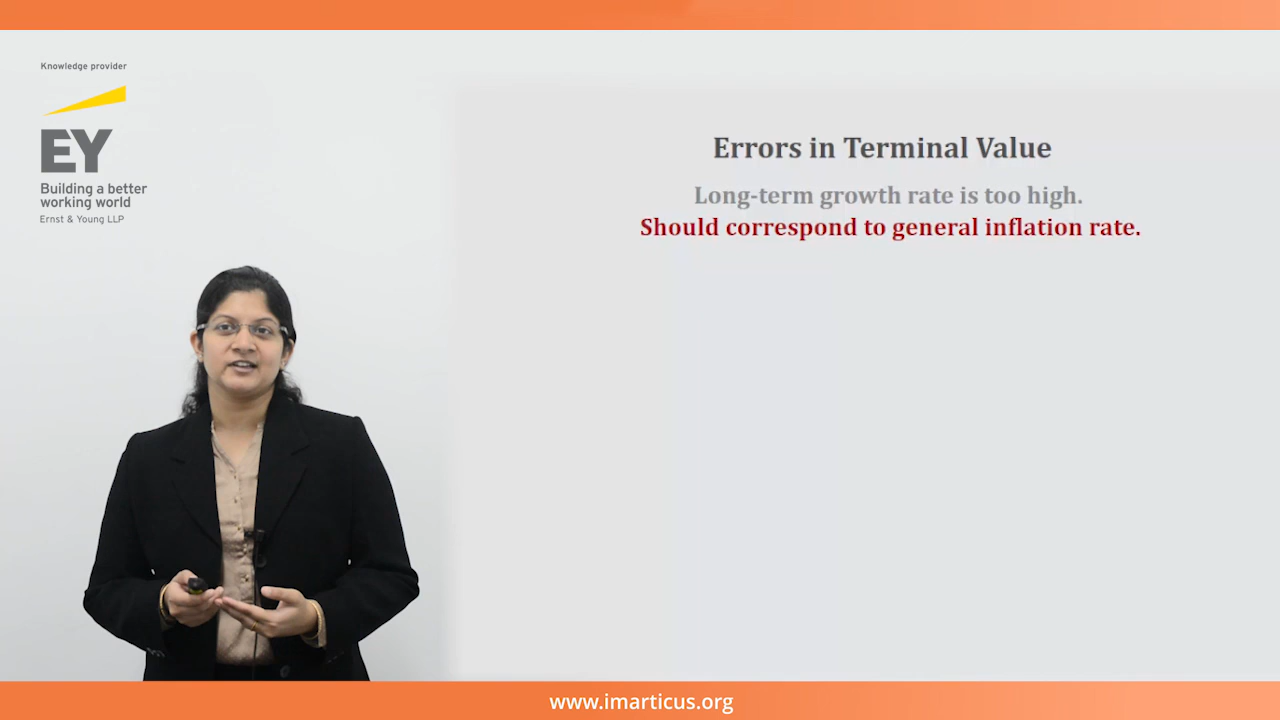 Knowledge provider
EY
Building a better
working world
Ernst & Young LLP
Errors in Terminal Value
Long-term growth rate is too high.
Should correspond to general inflation rate.
www.imarticus.org